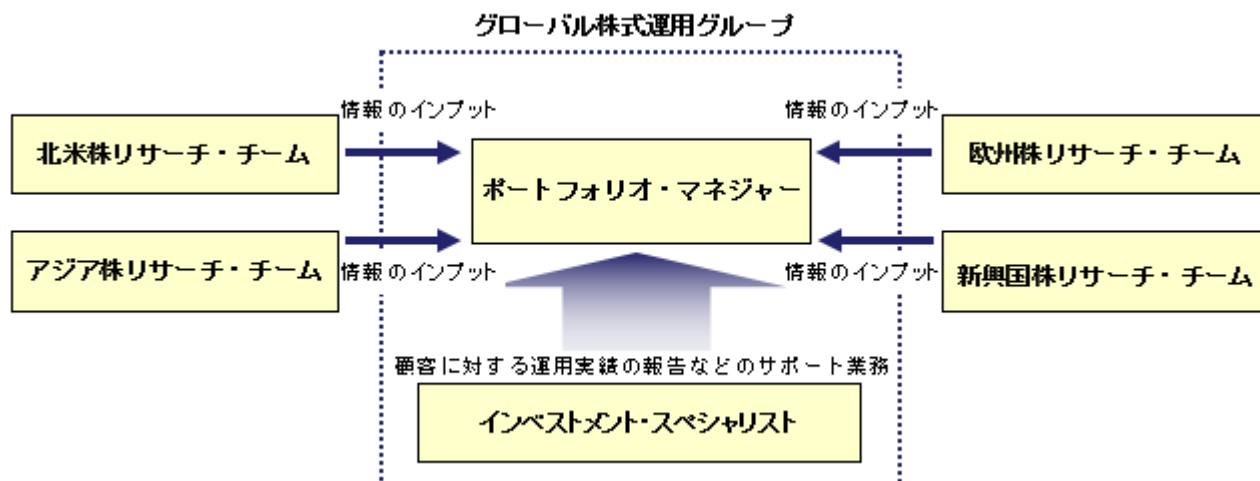 グローバル株式運用グループ
情報のインプット
情報のインプット
北米株リサーチ・チーム
欧州株リサーチ・チーム
ポートフォリオ・マネジャー
アジア株リサーチ・チーム
情報のインプット
情報のインプット
新興国株リサーチ・チーム
顧客に対する運用実績の報告などのサポート業務
インベストメント・スペシャリスト